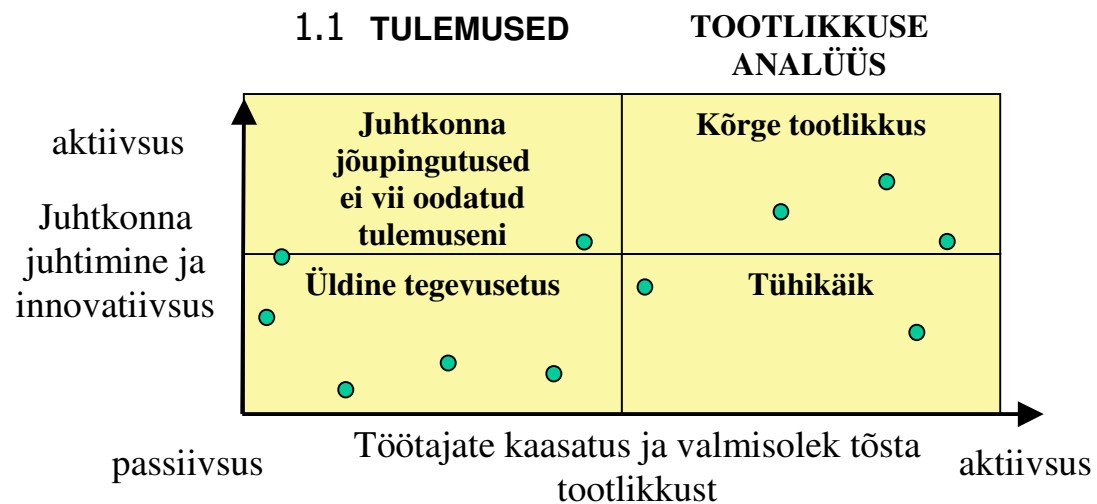 1.1 TULEMUSED
TOOTLIKKUSE
ANALÜÜS
aktiivsus
Juhtkonna
juhtimine ja
innovatiivsus
Juhtkonna
jõupingutused
ei vii oodatud
tulemuseni
Kõrge tootlikkus
Üldine tegevusetus
Tühikäik
passiivsus
Töötajate kaasatus ja valmisolek tõsta
tootlikkust
aktiivsus